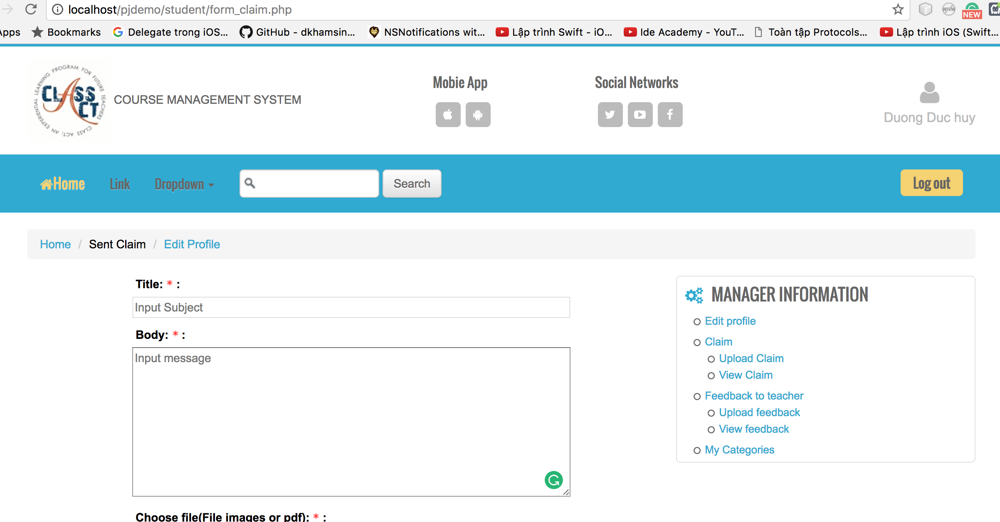 localhost/pjdemo/student/form_claim.php
NEW
Apps Bookmarks Delegate trong iOS... GitHub - dkhamsin... NSNotifications wit... Lập trình Swift - iO... Ide Academy - YouT... Toàn tập Protocols... Lập trình iOS (Swift...
CLASS ACT: AN EXPERIENTIAL LEARNING PROGRAM FOR FUTURE TEACHERS
CLASS
ACT
COURSE MANAGEMENT SYSTEM
Mobie App
Social Networks
Duong Duc huy
Home Link Dropdown Search Log out
Home / Sent Claim / Edit Profile
Title: * :
Input Subject
Body: * :
Input message
Choose file(File images or pdf): * :
MANAGER INFORMATION
Edit profile
Claim
Upload Claim
View Claim
Feedback to teacher
Upload feedback
View feedback
My Categories